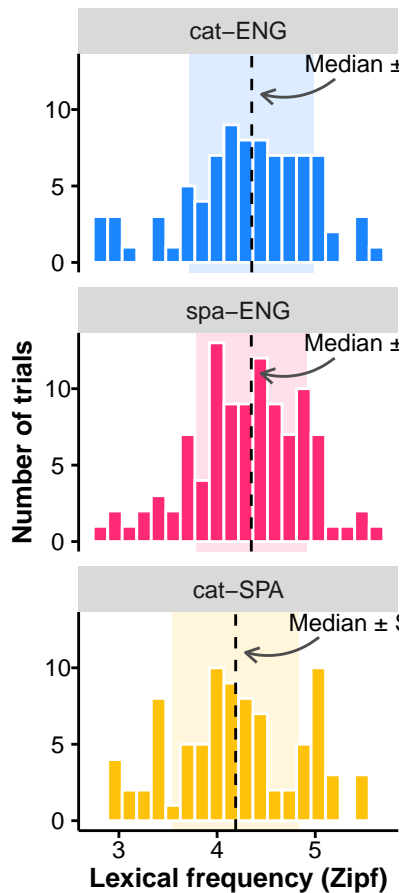 cat−ENG
Median ±
10
5
0
spa−ENG
Median ±
10
5
0
Number of trials
cat−SPA
Median ± S
10
5
0
3 4 5
Lexical frequency (Zipf)